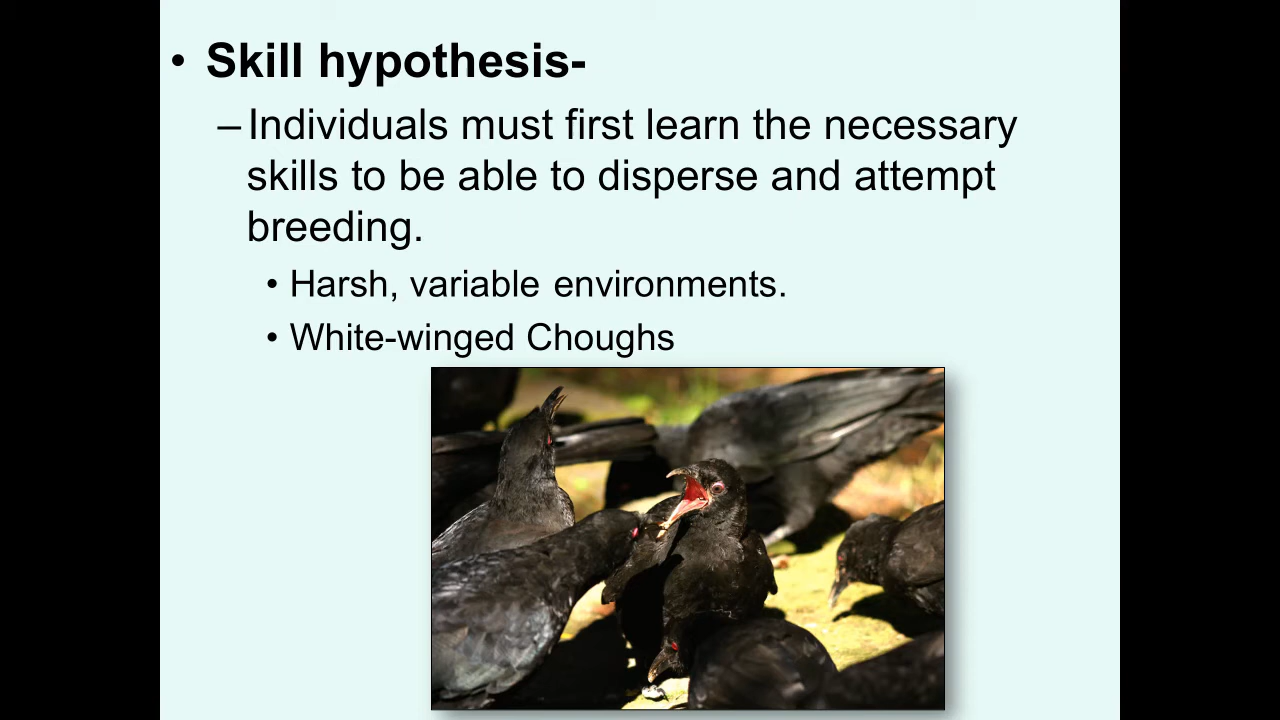 • Skill hypothesis-
– Individuals must first learn the necessary
skills to be able to disperse and attempt
breeding.
• Harsh, variable environments.
• White-winged Choughs